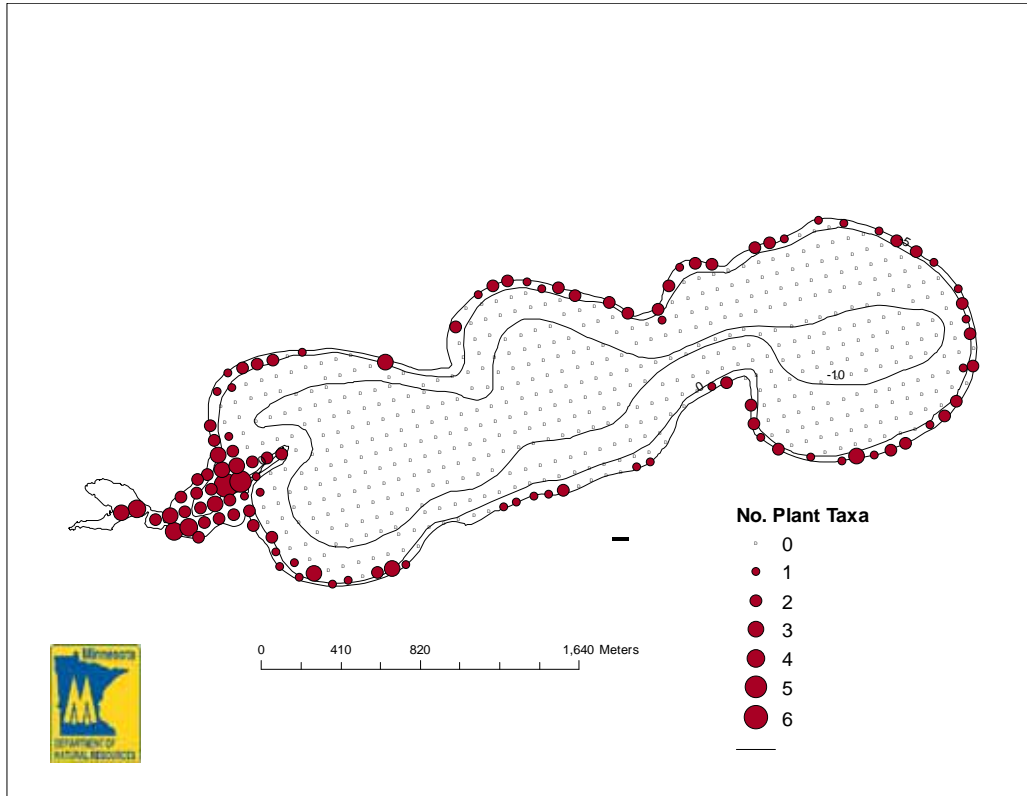 -5
-10
0
No. Plant Taxa
0
1
2
3
4
5
6
0 410 820 1,640 Meters
Minnesota
DEPARTMENT OF
NATURAL RESOURCES